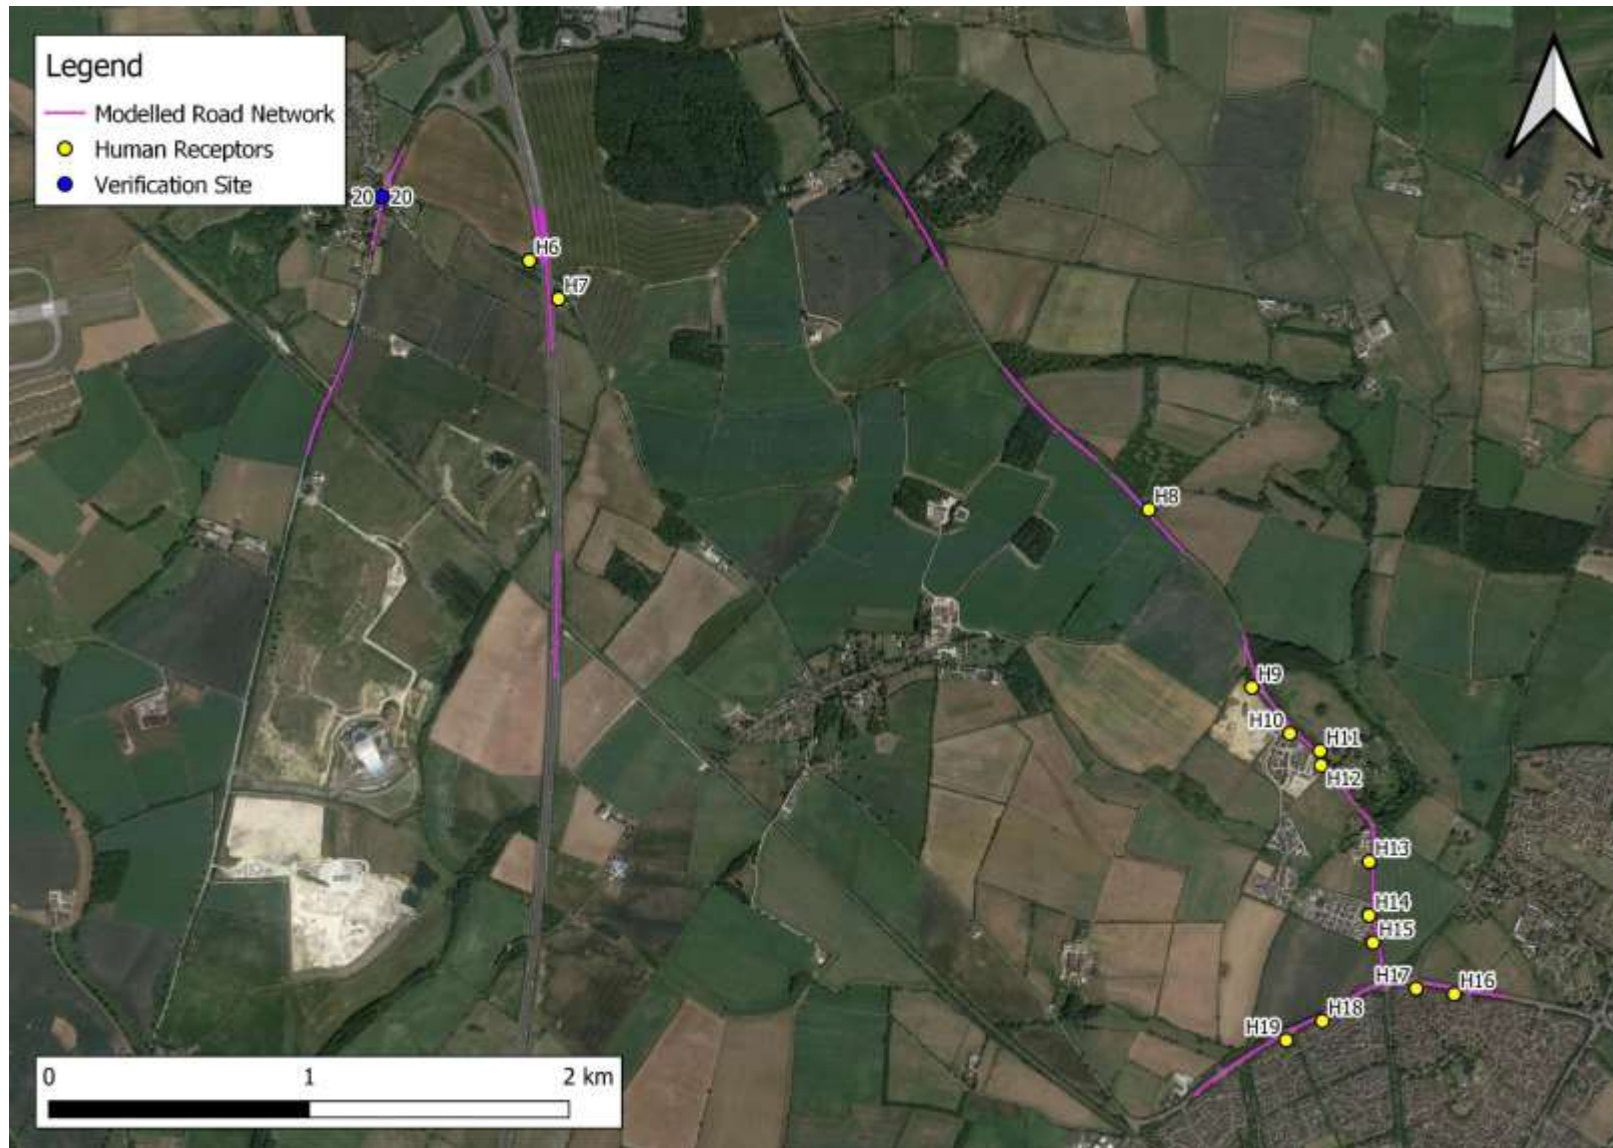 Legend
Modelled Road Network
Human Receptors
Verification Site
20 20
H6
H7
H8
H9
H10
H11
H12
H13
H14
H15
H17
H16
H18
H19
0 1 2 km